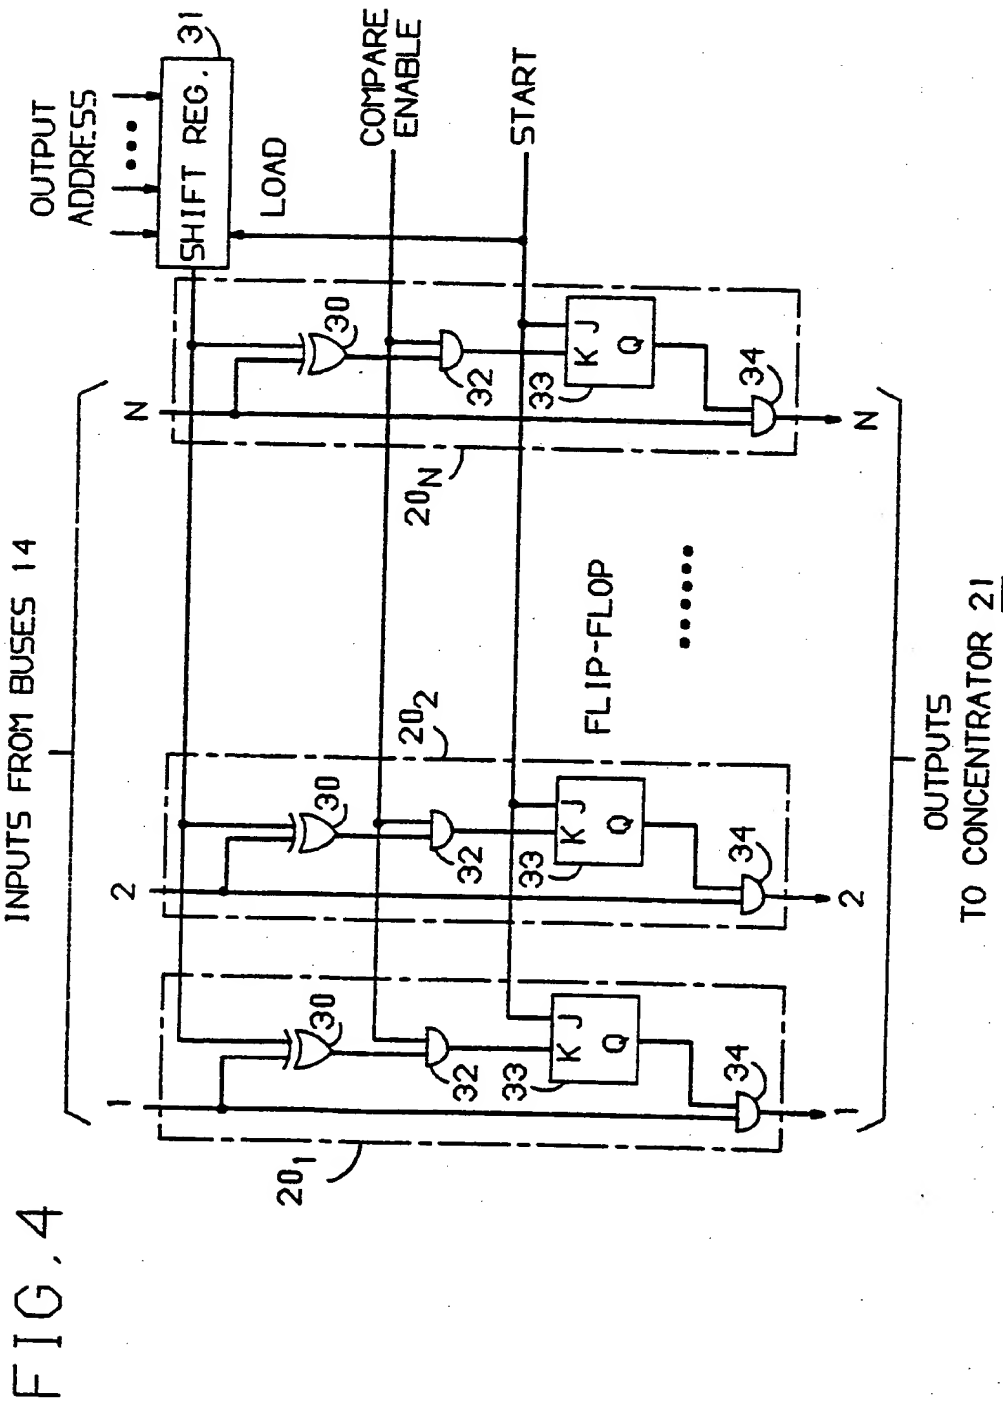 FIG. 4
INPUTS FROM BUSES 14
OUTPUT
ADDRESS
SHIFT REG.
31
LOAD
COMPARE
ENABLE
START
1
2
N
30
30
30
32
32
32
33
33
33
K J
Q
K J
Q
K J
Q
34
34
34
20₁
20₂
20N
FLIP-FLOP
1
2
N
OUTPUTS
TO CONCENTRATOR 21